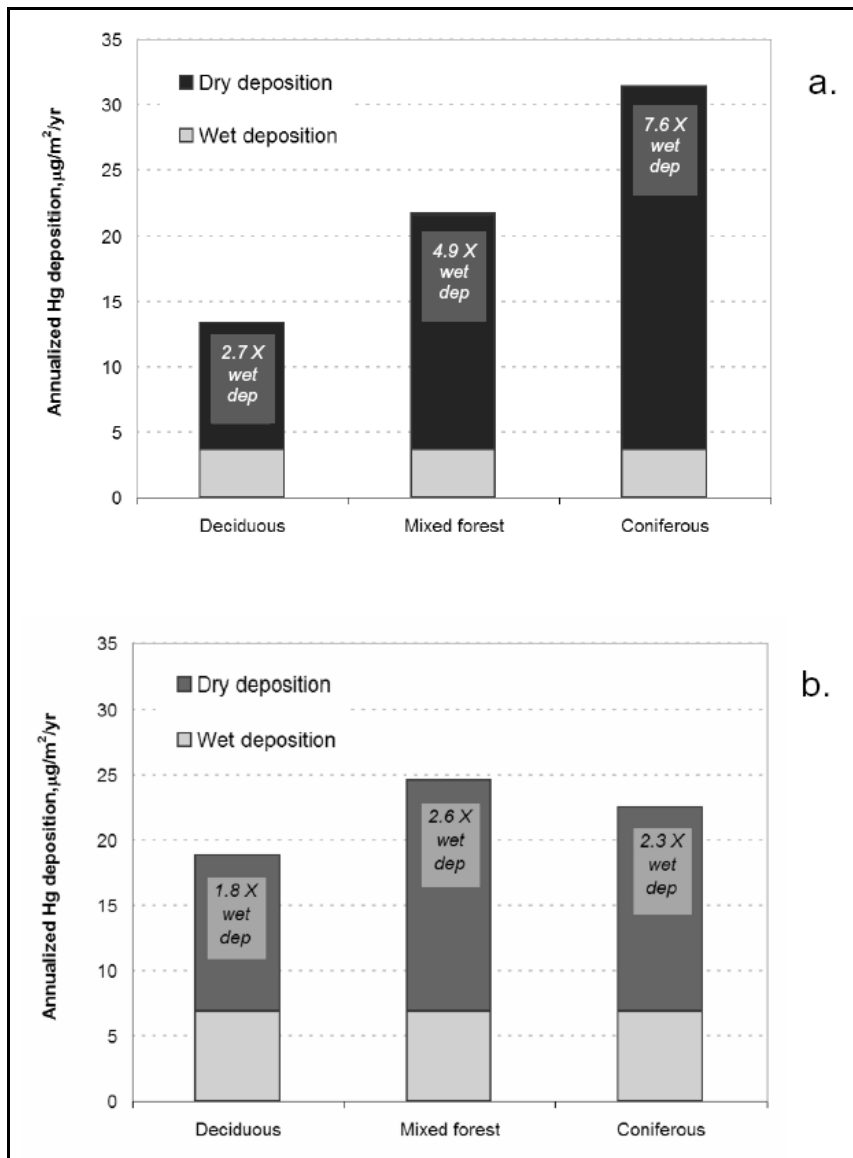 a.
Annualized Hg deposition,µg/m²/yr
35
30
25
20
15
10
5
0
Dry deposition
Wet deposition
2.7 X
wet
dep
4.9 X
wet
dep
7.6 X
wet
dep
Deciduous
Mixed forest
Coniferous
b.
Annualized Hg deposition,µg/m²/yr
35
30
25
20
15
10
5
0
Dry deposition
Wet deposition
1.8 X
wet
dep
2.6 X
wet
dep
2.3 X
wet
dep
Deciduous
Mixed forest
Coniferous